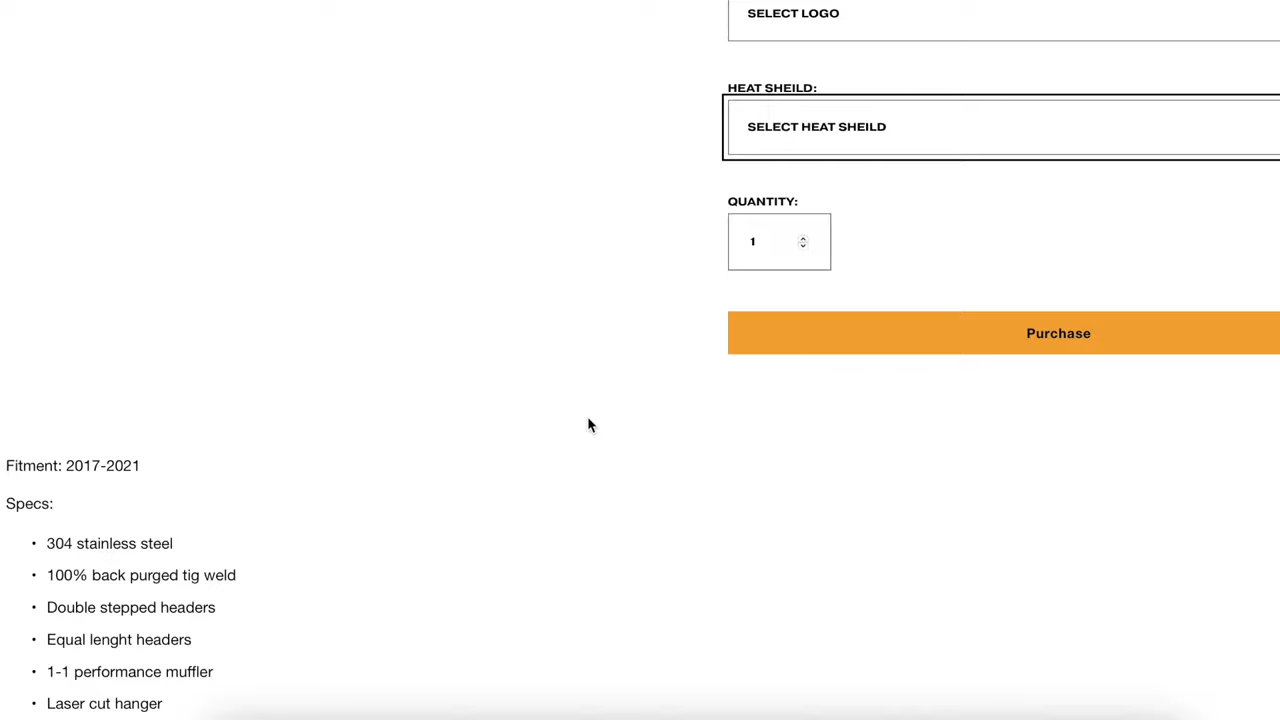 SELECT LOGO
HEAT SHEILD:
SELECT HEAT SHEILD
QUANTITY:
1
Purchase
Fitment: 2017-2021
Specs:
• 304 stainless steel
• 100% back purged tig weld
• Double stepped headers
• Equal lenght headers
• 1-1 performance muffler
• Laser cut hanger